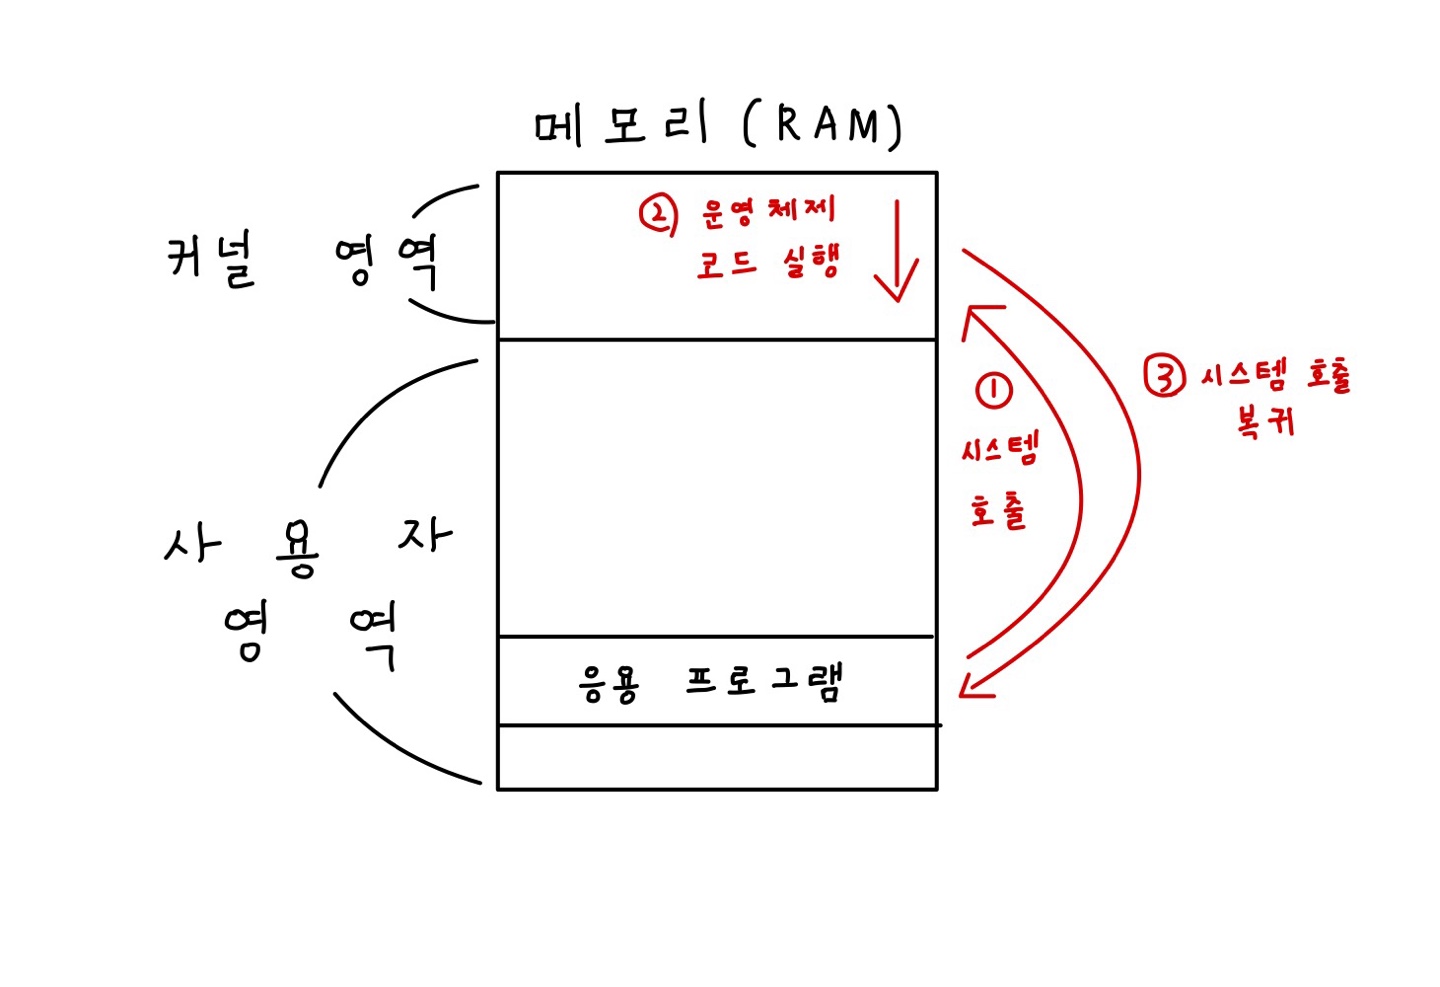 메모리 (RAM)
② 운영체제
코드 실행
커널 영역
③ 시스템 호출
복귀
①
시스템
호출
사용자
영역
응용 프로그램